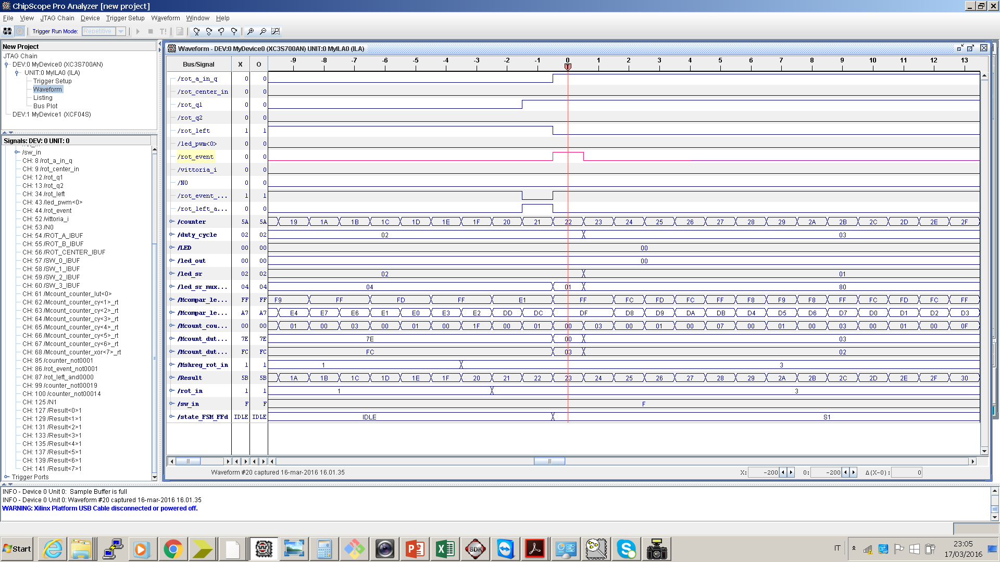 ChipScope Pro Analyzer [new project]
File View JTAG Chain Device Trigger Setup Waveform Window Help
Trigger Run Mode: Repetitive T!
New Project
JTAG Chain
DEV:0 MyDevice0 (XC3S700AN)
UNIT:0 MyILA0 (ILA)
Trigger Setup
Waveform
Listing
Bus Plot
DEV:1 MyDevice1 (XCF04S)
Signals: DEV: 0 UNIT: 0
/sw_in
CH: 8 /rot_a_in_q
CH: 9 /rot_center_in
CH: 12 /rot_q1
CH: 13 /rot_q2
CH: 34 /rot_left
CH: 43 /led_pwm<0>
CH: 44 /rot_event
CH: 52 /vittoria_i
CH: 53 /N0
CH: 54 /ROT_A_IBUF
CH: 55 /ROT_B_IBUF
CH: 56 /ROT_CENTER_IBUF
CH: 57 /SW_0_IBUF
CH: 58 /SW_1_IBUF
CH: 59 /SW_2_IBUF
CH: 60 /SW_3_IBUF
CH: 61 /Mcount_counter_lut<0>
CH: 62 /Mcount_counter_cy<1>_rt
CH: 63 /Mcount_counter_cy<2>_rt
CH: 64 /Mcount_counter_cy<3>_rt
CH: 65 /Mcount_counter_cy<4>_rt
CH: 66 /Mcount_counter_cy<5>_rt
CH: 67 /Mcount_counter_cy<6>_rt
CH: 68 /Mcount_counter_xor<7>_rt
CH: 85 /counter_not0001
CH: 86 /rot_event_not0001
CH: 87 /rot_left_and0000
CH: 99 /counter_not00019
CH: 100 /counter_not00014
CH: 125 /N1
CH: 127 /Result<0>1
CH: 129 /Result<1>1
CH: 131 /Result<2>1
CH: 133 /Result<3>1
CH: 135 /Result<4>1
CH: 137 /Result<5>1
CH: 139 /Result<6>1
CH: 141 /Result<7>1
Trigger Ports
Waveform - DEV:0 MyDevice0 (XC3S700AN) UNIT:0 MyILA0 (ILA)
Bus/Signal X O -9 -8 -7 -6 -5 -4 -3 -2 -1 0 1 2 3 4 5 6 7 8 9 10 11 12 13
T
/rot_a_in_q 0 0
/rot_center_in 0 0
/rot_q1 0 0
/rot_q2 0 0
/rot_left 1 1
/led_pwm<0> 0 0
/rot_event 0 0
/vittoria_i 0 0
/N0 0 0
/rot_event_... 1 1
/rot_left_a... 0 0
/counter 5A 5A 19 1A 1B 1C 1D 1E 1F 20 21 22 23 24 25 26 27 28 29 2A 2B 2C 2D 2E 2F
/duty_cycle 02 02 02 03
/LED 00 00 00
/led_out 00 00 00
/led_sr 02 02 02 01
/led_sr_mux... 04 04 04 01 80
/Mcompar_le... FF FF F9 FF FD FF E1 FF FC FD FC FF F8 F9 F8 FF FC FD FC FF
/Mcompar_le... A7 A7 E4 E7 E6 E1 E0 E3 E2 DD DC DF D8 D9 DA DB D4 D5 D6 D7 D0 D1 D2 D3
/Mcount_cou... 00 00 01 00 03 00 01 00 1F 00 01 00 03 00 01 00 07 00 01 00 03 00 01 00 0F
/Mcount_dut... 7E 7E 7E 00 03
/Mcount_dut... FC FC FC 03 02
/Mshreg_rot_in 1 1 1 3
/Result 5B 5B 1A 1B 1C 1D 1E 1F 20 21 22 23 24 25 26 27 28 29 2A 2B 2C 2D 2E 2F 30
/rot_in 1 1 1 3
/sw_in F F F
/state_FSM_FFd IDLE IDLE IDLE S1
Waveform #20 captured 16-mar-2016 16.01.35 X: -200 O: -200 Δ(X-O): 0
INFO - Device 0 Unit 0: Sample Buffer is full
INFO - Device 0 Unit 0: Waveform #20 captured 16-mar-2016 16.01.35
WARNING: Xilinx Platform USB Cable disconnected or powered off.
Start SDK IT 23:05
17/03/2016